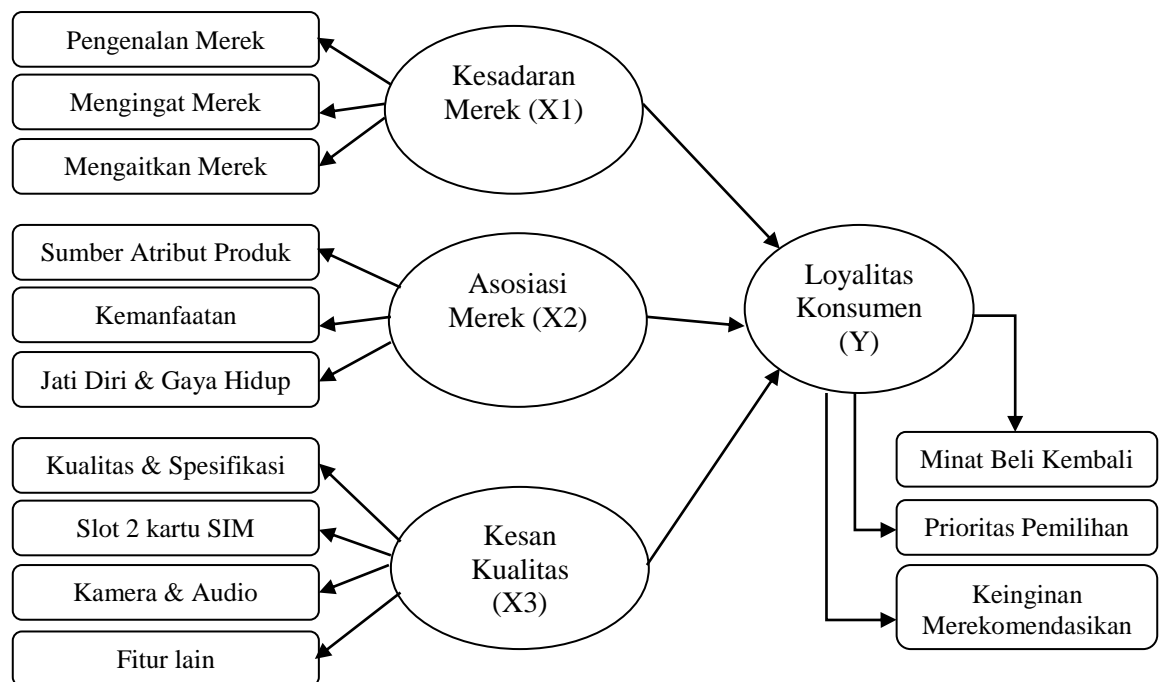 Pengenalan Merek
Mengingat Merek
Mengaitkan Merek
Kesadaran
Merek (X1)
Sumber Atribut Produk
Kemanfaatan
Jati Diri & Gaya Hidup
Asosiasi
Merek (X2)
Kualitas & Spesifikasi
Slot 2 kartu SIM
Kamera & Audio
Fitur lain
Kesan
Kualitas
(X3)
Loyalitas
Konsumen
(Y)
Minat Beli Kembali
Prioritas Pemilihan
Keinginan
Merekomendasikan